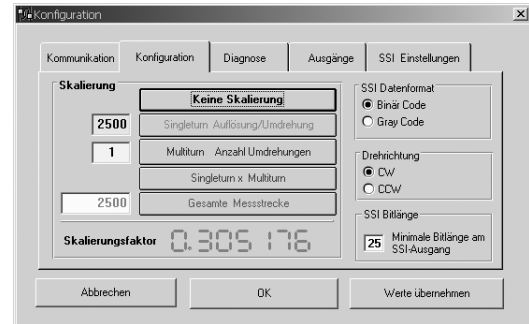 Konfiguration
Kommunikation Konfiguration Diagnose Ausgänge SSI Einstellungen
Skalierung
Keine Skalierung
2500 Singleturn Auflösung/Umdrehung
1 Multiturn Anzahl Umdrehungen
Singleturn x Multiturn
2500 Gesamte Messstrecke
Skalierungsfaktor 0.305176
SSI Datenformat
Binär Code
Gray Code
Drehrichtung
CW
CCW
SSI Bitlänge
25 Minimale Bitlänge am
SSI-Ausgang
Abbrechen OK Werte übernehmen